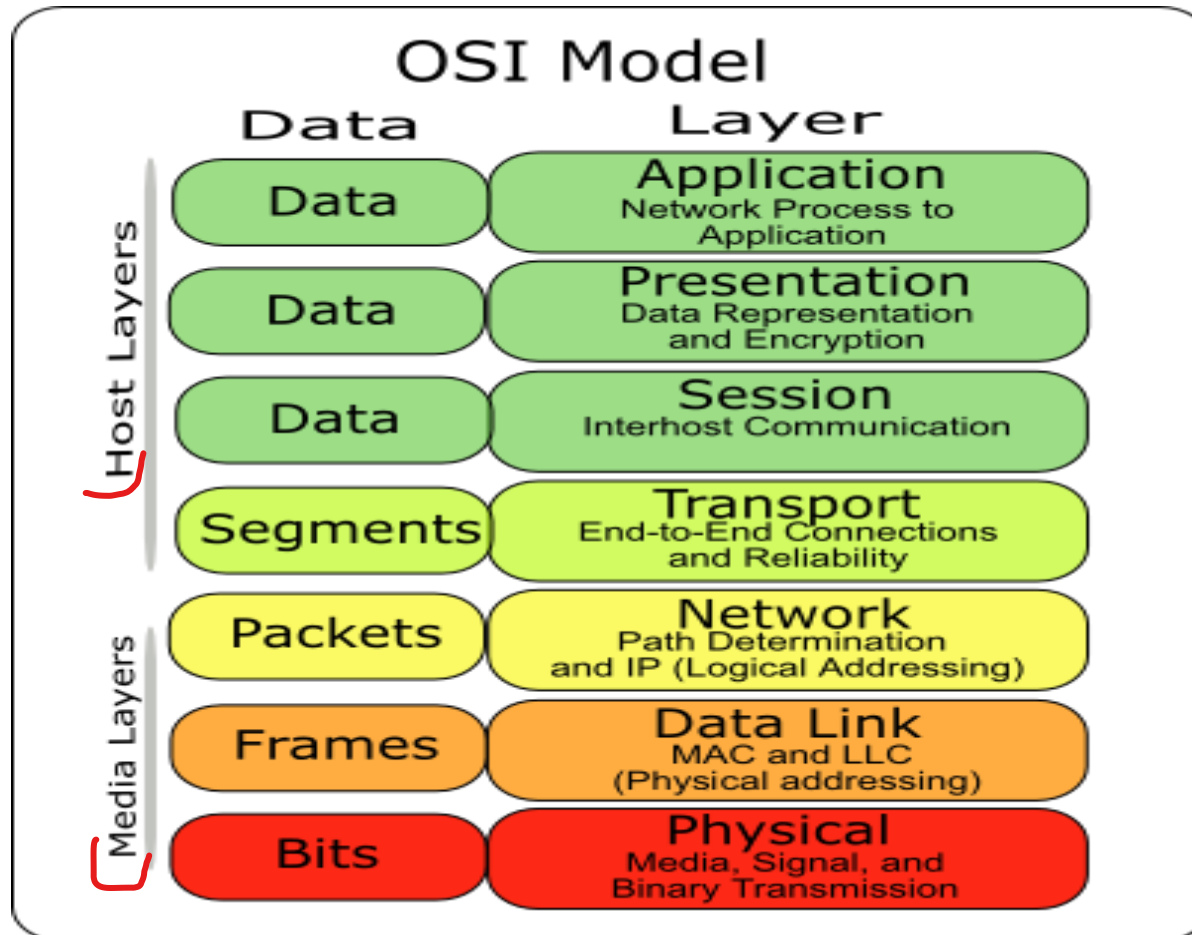 OSI Model
Data
Layer
Host Layers
Data
Application
Network Process to
Application
Data
Presentation
Data Representation
and Encryption
Data
Session
Interhost Communication
Segments
Transport
End-to-End Connections
and Reliability
Media Layers
Packets
Network
Path Determination
and IP (Logical Addressing)
Frames
Data Link
MAC and LLC
(Physical addressing)
Bits
Physical
Media, Signal, and
Binary Transmission